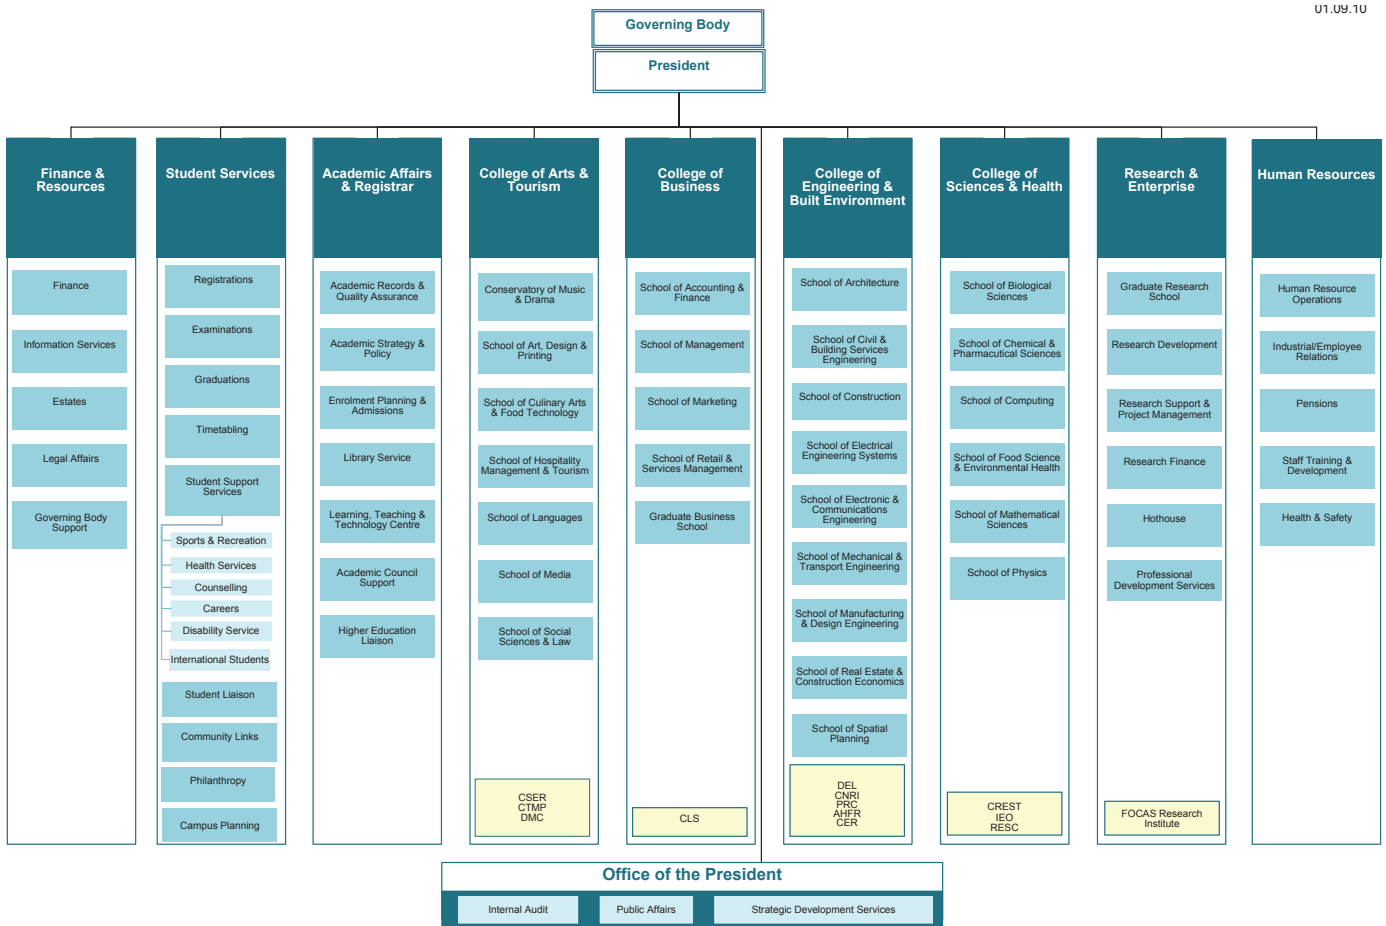 01.09.10
Governing Body
President
Finance &
Resources
Student Services
Academic Affairs
& Registrar
College of Arts &
Tourism
College of
Business
College of
Engineering &
Built Environment
College of
Sciences & Health
Research &
Enterprise
Human Resources
Finance
Information Services
Estates
Legal Affairs
Governing Body
Support
Registrations
Examinations
Graduations
Timetabling
Student Support
Services
Sports & Recreation
Health Services
Counselling
Careers
Disability Service
International Students
Student Liaison
Community Links
Philanthropy
Campus Planning
Academic Records &
Quality Assurance
Academic Strategy &
Policy
Enrolment Planning &
Admissions
Library Service
Learning, Teaching &
Technology Centre
Academic Council
Support
Higher Education
Liaison
Conservatory of Music
& Drama
School of Art, Design &
Printing
School of Culinary Arts
& Food Technology
School of Hospitality
Management & Tourism
School of Languages
School of Media
School of Social
Sciences & Law
CSER
CTMP
DMC
School of Accounting &
Finance
School of Management
School of Marketing
School of Retail &
Services Management
Graduate Business
School
CLS
School of Architecture
School of Civil &
Building Services
Engineering
School of Construction
School of Electrical
Engineering Systems
School of Electronic &
Communications
Engineering
School of Mechanical &
Transport Engineering
School of Manufacturing
& Design Engineering
School of Real Estate &
Construction Economics
School of Spatial
Planning
DEL
CNRI
PRC
AHFR
CER
School of Biological
Sciences
School of Chemical &
Pharmacutical Sciences
School of Computing
School of Food Science
& Environmental Health
School of Mathematical
Sciences
School of Physics
CREST
IEO
RESC
Graduate Research
School
Research Development
Research Support &
Project Management
Research Finance
Hothouse
Professional
Development Services
FOCAS Research
Institute
Human Resource
Operations
Industrial/Employee
Relations
Pensions
Staff Training &
Development
Health & Safety
Office of the President
Internal Audit
Public Affairs
Strategic Development Services